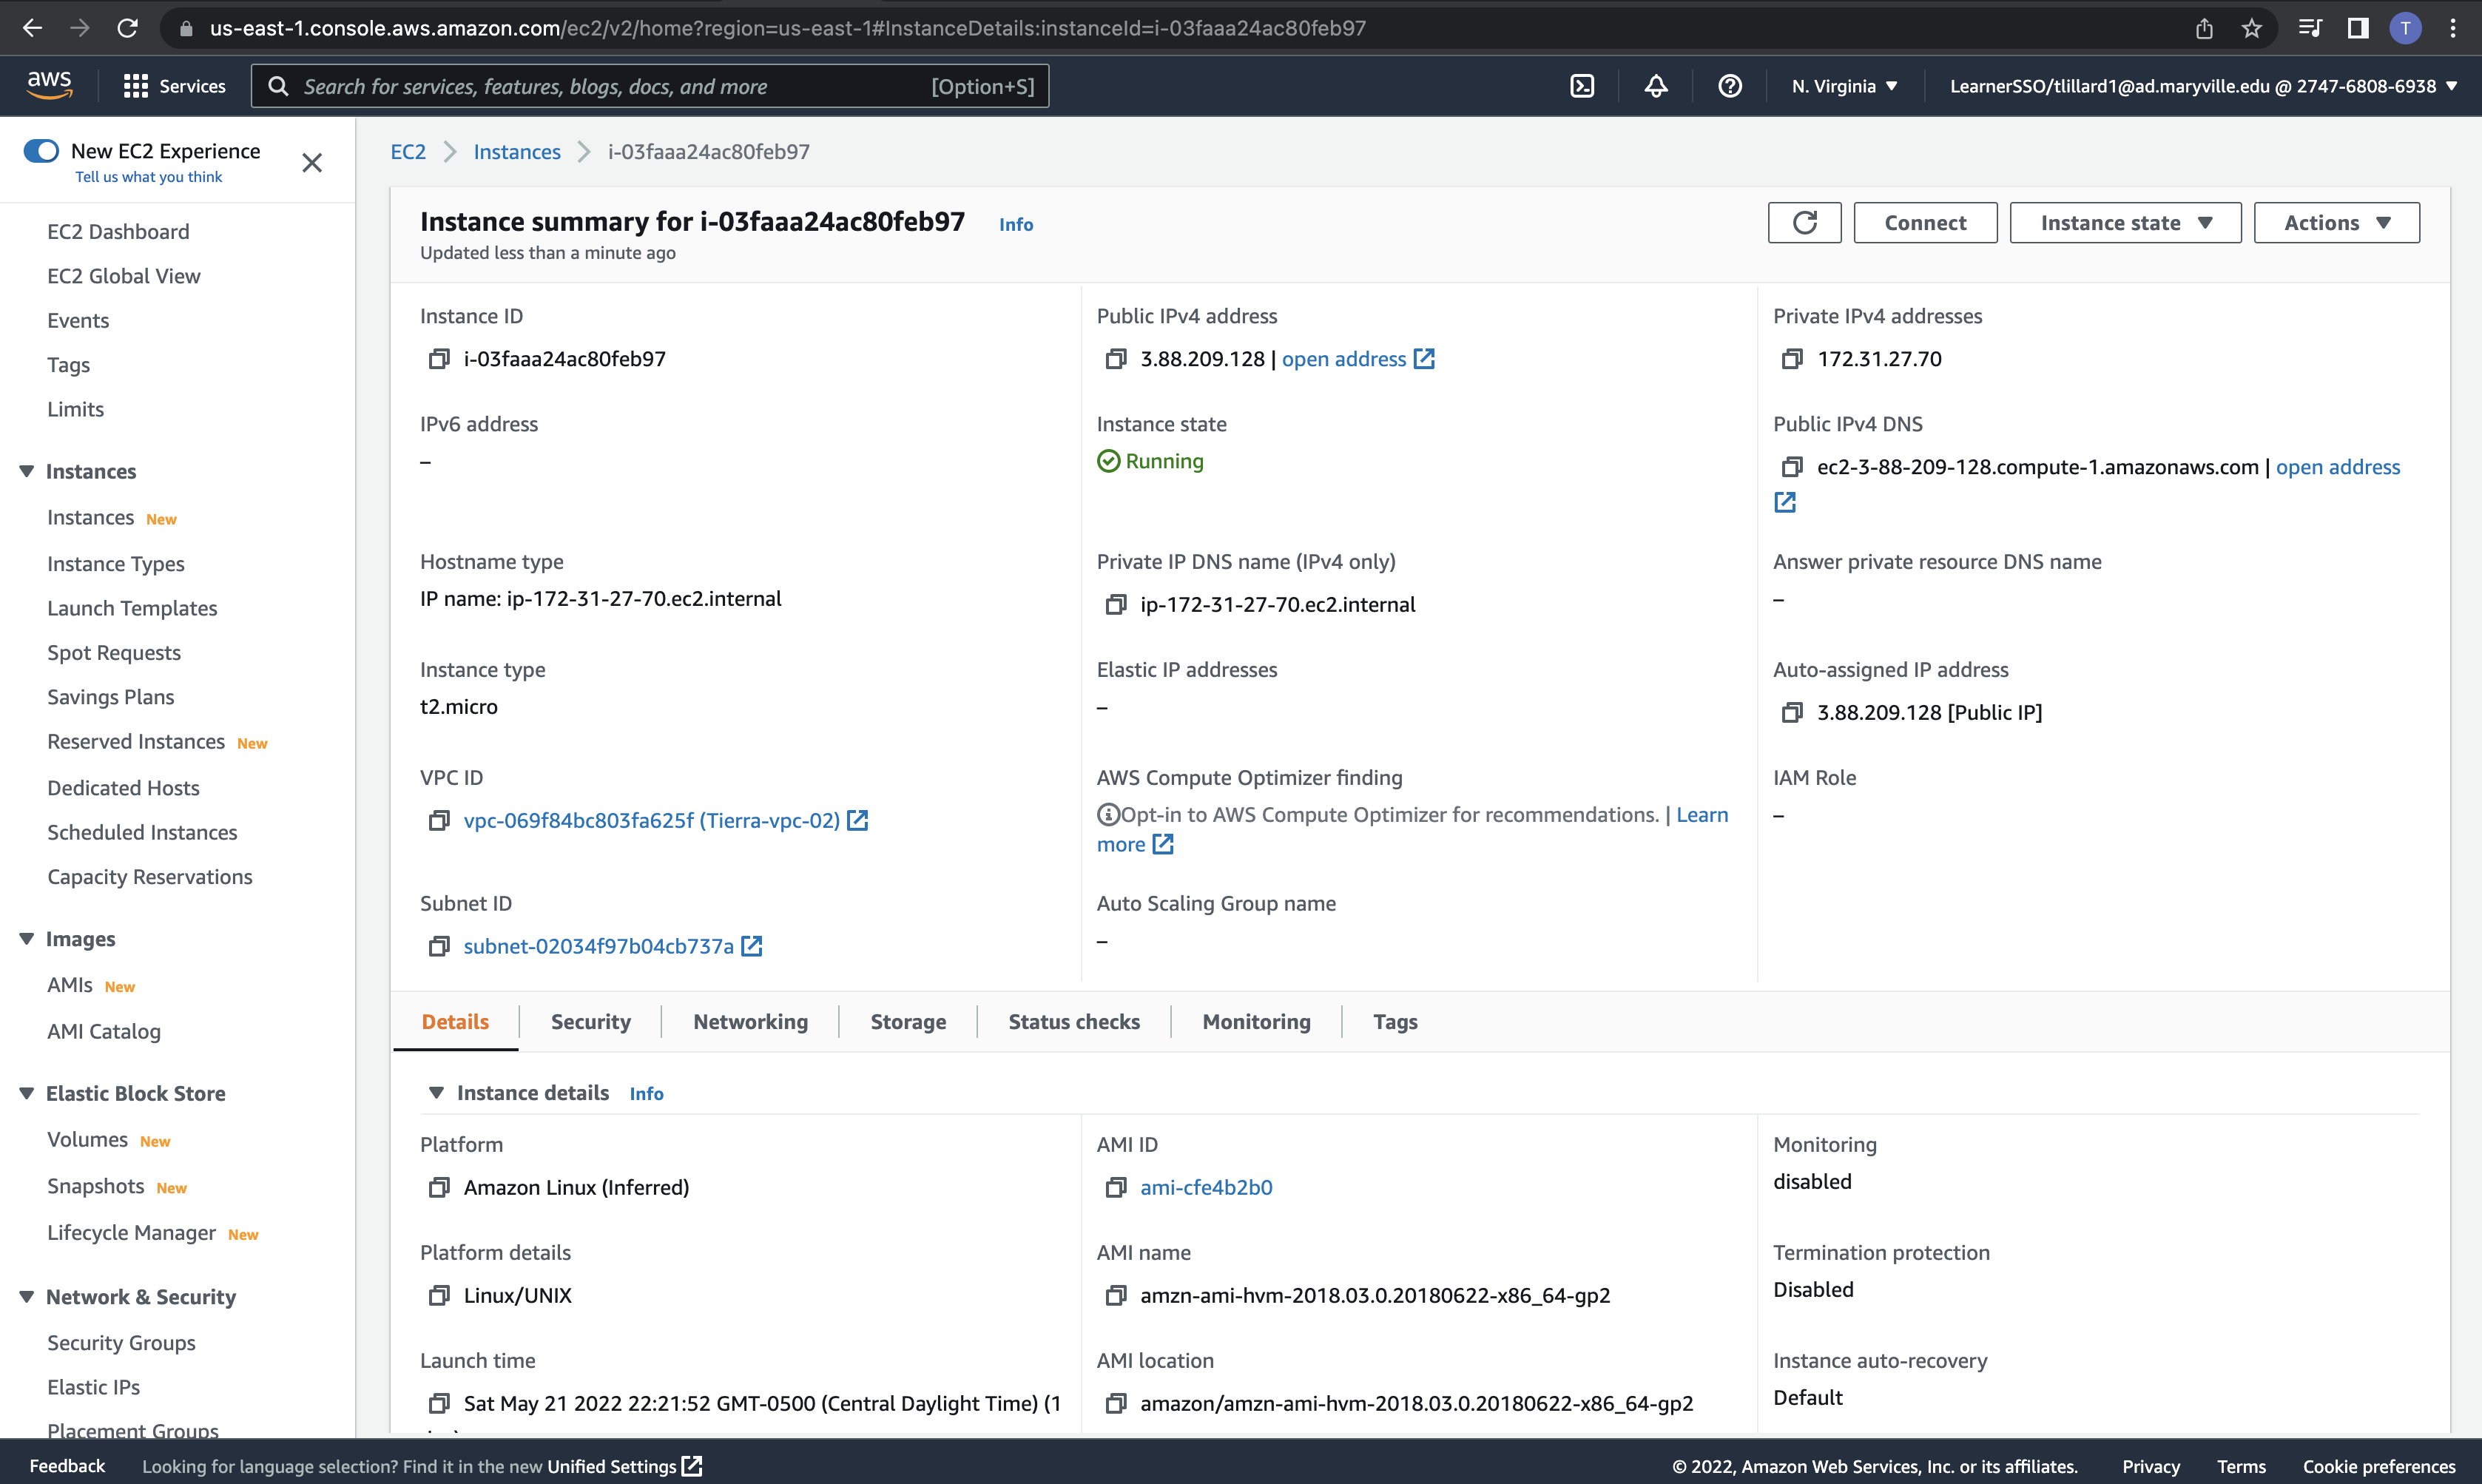 us-east-1.console.aws.amazon.com/ec2/v2/home?region=us-east-1#InstanceDetails:instanceId=i-03faaa24ac80feb97
T
aws
Services
Search for services, features, blogs, docs, and more
[Option+S]
N. Virginia
LearnerSSO/tlillard1@ad.maryville.edu @ 2747-6808-6938
New EC2 Experience
Tell us what you think
EC2 Dashboard
EC2 Global View
Events
Tags
Limits
Instances
Instances New
Instance Types
Launch Templates
Spot Requests
Savings Plans
Reserved Instances New
Dedicated Hosts
Scheduled Instances
Capacity Reservations
Images
AMIs New
AMI Catalog
Elastic Block Store
Volumes New
Snapshots New
Lifecycle Manager New
Network & Security
Security Groups
Elastic IPs
Placement Groups
EC2 > Instances > i-03faaa24ac80feb97
Instance summary for i-03faaa24ac80feb97 Info
Updated less than a minute ago
Connect
Instance state
Actions
Instance ID
i-03faaa24ac80feb97
Public IPv4 address
3.88.209.128 | open address
Private IPv4 addresses
172.31.27.70
IPv6 address
–
Instance state
Running
Public IPv4 DNS
ec2-3-88-209-128.compute-1.amazonaws.com | open address
Hostname type
IP name: ip-172-31-27-70.ec2.internal
Private IP DNS name (IPv4 only)
ip-172-31-27-70.ec2.internal
Answer private resource DNS name
–
Instance type
t2.micro
Elastic IP addresses
–
Auto-assigned IP address
3.88.209.128 [Public IP]
VPC ID
vpc-069f84bc803fa625f (Tierra-vpc-02)
AWS Compute Optimizer finding
Opt-in to AWS Compute Optimizer for recommendations. | Learn
more
IAM Role
–
Subnet ID
subnet-02034f97b04cb737a
Auto Scaling Group name
–
Details
Security
Networking
Storage
Status checks
Monitoring
Tags
Instance details Info
Platform
Amazon Linux (Inferred)
AMI ID
ami-cfe4b2b0
Monitoring
disabled
Platform details
Linux/UNIX
AMI name
amzn-ami-hvm-2018.03.0.20180622-x86_64-gp2
Termination protection
Disabled
Launch time
Sat May 21 2022 22:21:52 GMT-0500 (Central Daylight Time) (1
AMI location
amazon/amzn-ami-hvm-2018.03.0.20180622-x86_64-gp2
Instance auto-recovery
Default
Feedback
Looking for language selection? Find it in the new Unified Settings
© 2022, Amazon Web Services, Inc. or its affiliates.
Privacy
Terms
Cookie preferences